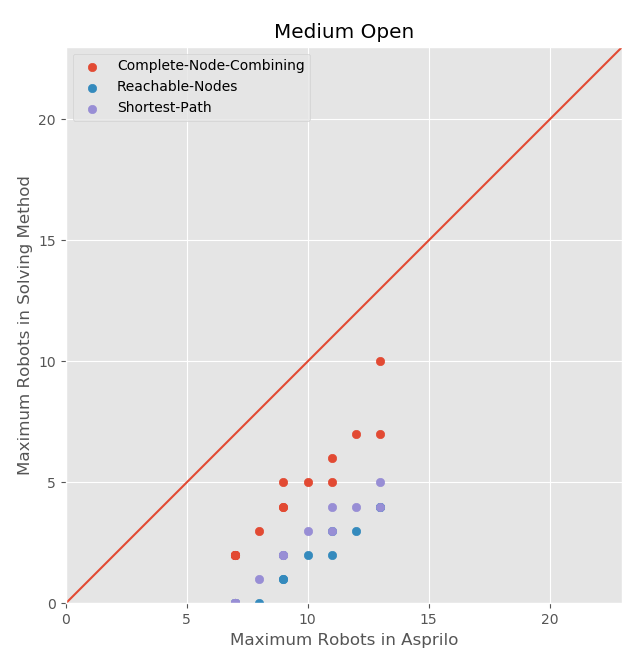 Medium Open
Complete-Node-Combining
Reachable-Nodes
Shortest-Path
Maximum Robots in Solving Method
20
15
10
5
0
0 5 10 15 20
Maximum Robots in Asprilo